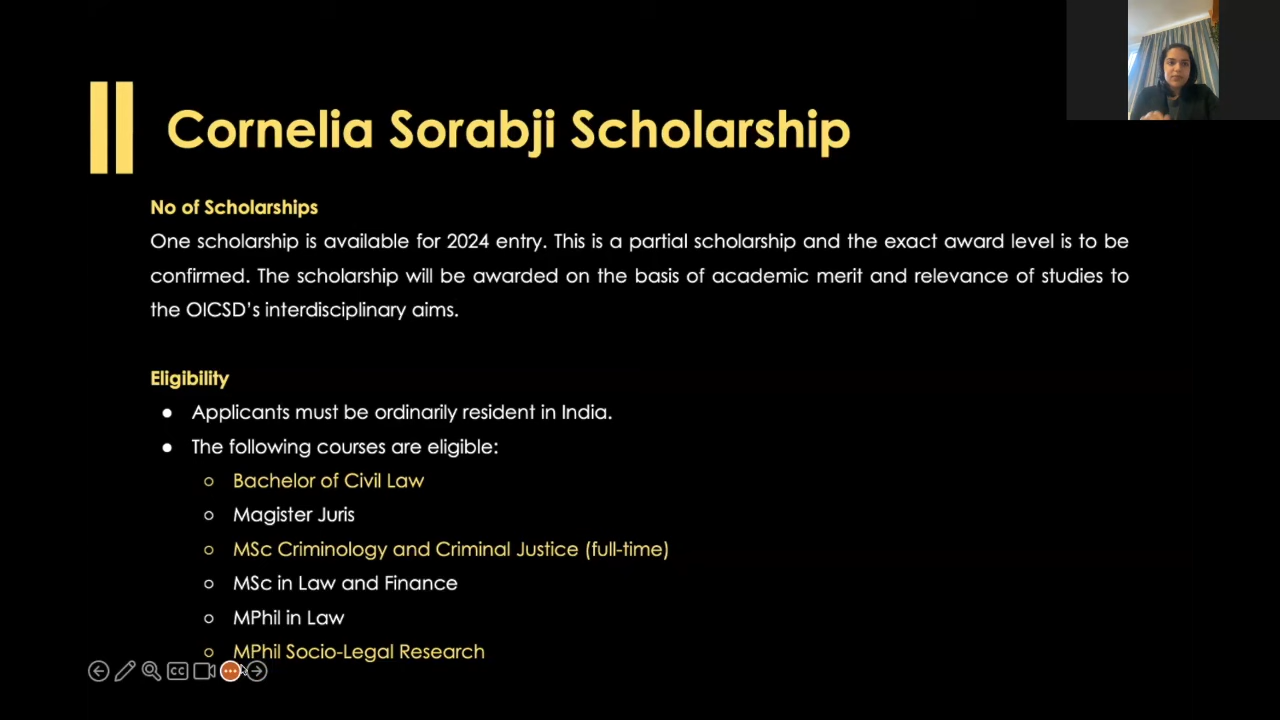 Cornelia Sorabji Scholarship
No of Scholarships
One scholarship is available for 2024 entry. This is a partial scholarship and the exact award level is to be
confirmed. The scholarship will be awarded on the basis of academic merit and relevance of studies to
the OICSD's interdisciplinary aims.
Eligibility
● Applicants must be ordinarily resident in India.
● The following courses are eligible:
○ Bachelor of Civil Law
○ Magister Juris
○ MSc Criminology and Criminal Justice (full-time)
○ MSc in Law and Finance
○ MPhil in Law
○ MPhil Socio-Legal Research
CC